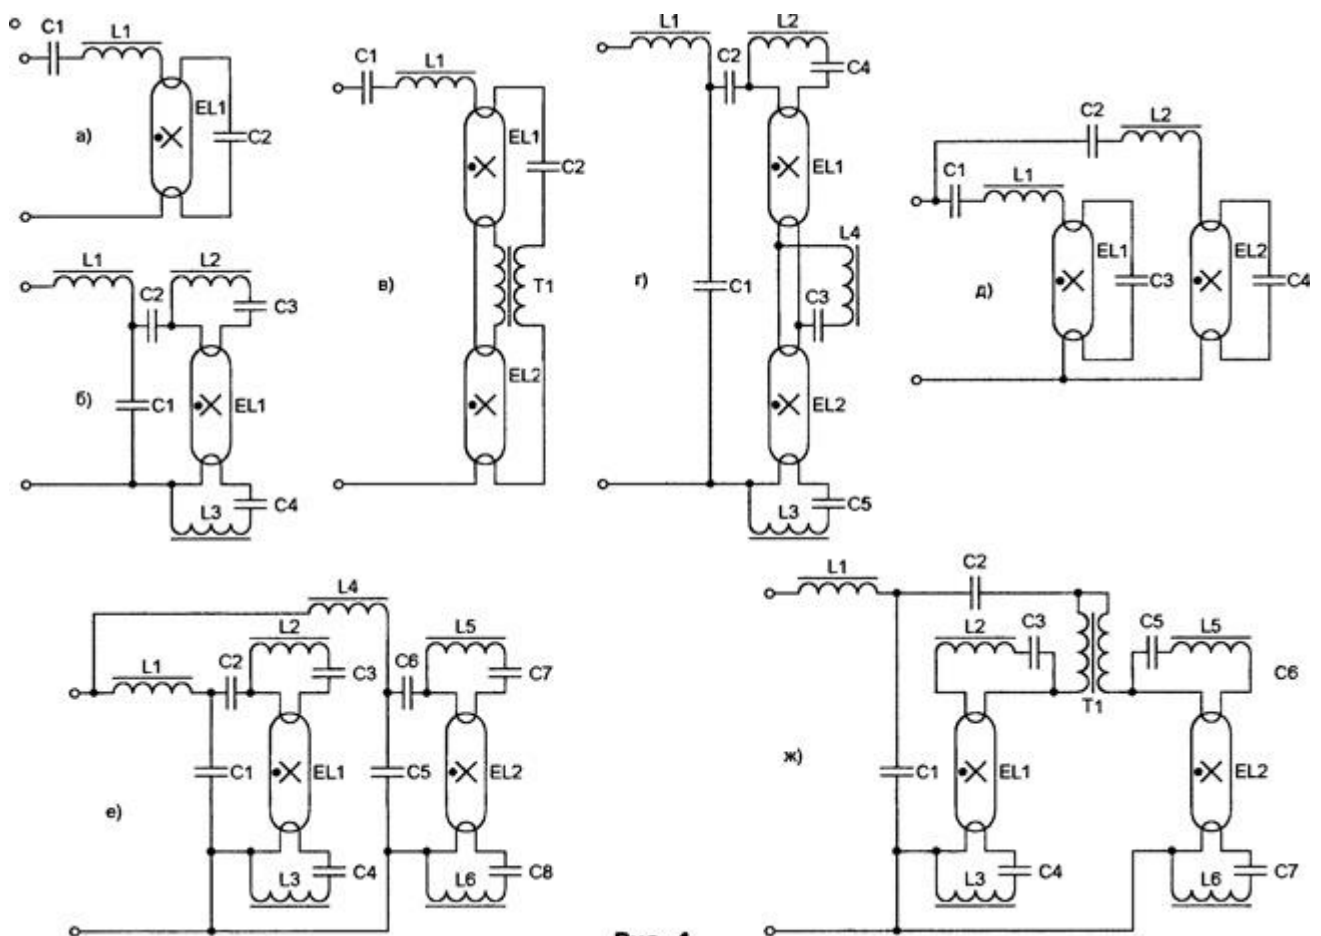 C1 L1
EL1
C2
а)
L1 L2
C2
C3
C1
EL1
б)
L3
C4
C1 L1
EL1
C2
в)
T1
EL2
L1 L2
C2
C4
EL1
L4
г)
C1
C3
EL2
L3
C5
C2 L2
C1 L1
EL1
C3
EL2
C4
д)
L4
L1 C2 L2
C3
C6 L5
C7
C1
EL1
C5
EL2
е)
L3 C4
L6 C8
L1 C2
L2 C3
C5 L5
C6
T1
ж)
C1
EL1
EL2
L3 C4
L6 C7